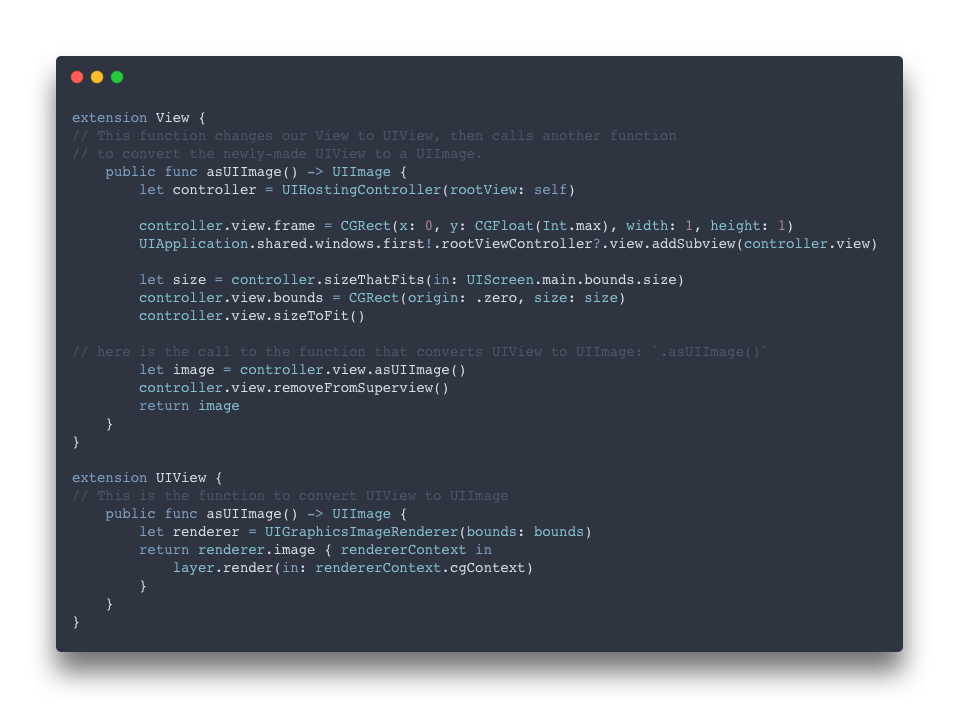 extension View {
// This function changes our View to UIView, then calls another function
// to convert the newly-made UIView to a UIImage.
    public func asUIImage() -> UIImage {
        let controller = UIHostingController(rootView: self)

        controller.view.frame = CGRect(x: 0, y: CGFloat(Int.max), width: 1, height: 1)
        UIApplication.shared.windows.first!.rootViewController?.view.addSubview(controller.view)

        let size = controller.sizeThatFits(in: UIScreen.main.bounds.size)
        controller.view.bounds = CGRect(origin: .zero, size: size)
        controller.view.sizeToFit()

// here is the call to the function that converts UIView to UIImage: `.asUIImage()`
        let image = controller.view.asUIImage()
        controller.view.removeFromSuperview()
        return image
    }
}

extension UIView {
// This is the function to convert UIView to UIImage
    public func asUIImage() -> UIImage {
        let renderer = UIGraphicsImageRenderer(bounds: bounds)
        return renderer.image { rendererContext in
            layer.render(in: rendererContext.cgContext)
        }
    }
}